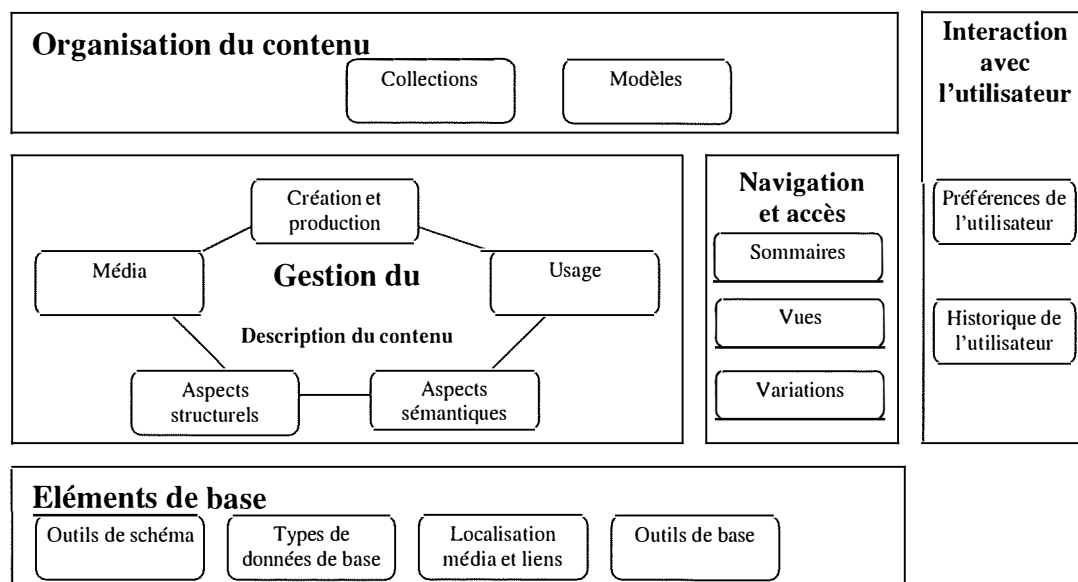 Organisation du contenu
Collections
Modèles
Interaction
avec
l’utilisateur
Préférences de
l’utilisateur
Historique de
l’utilisateur
Création et
production
Média
Gestion du
Usage
Description du contenu
Aspects
structurels
Aspects
sémantiques
Navigation
et accès
Sommaires
Vues
Variations
Eléments de base
Outils de schéma
Types de
données de base
Localisation
média et liens
Outils de base